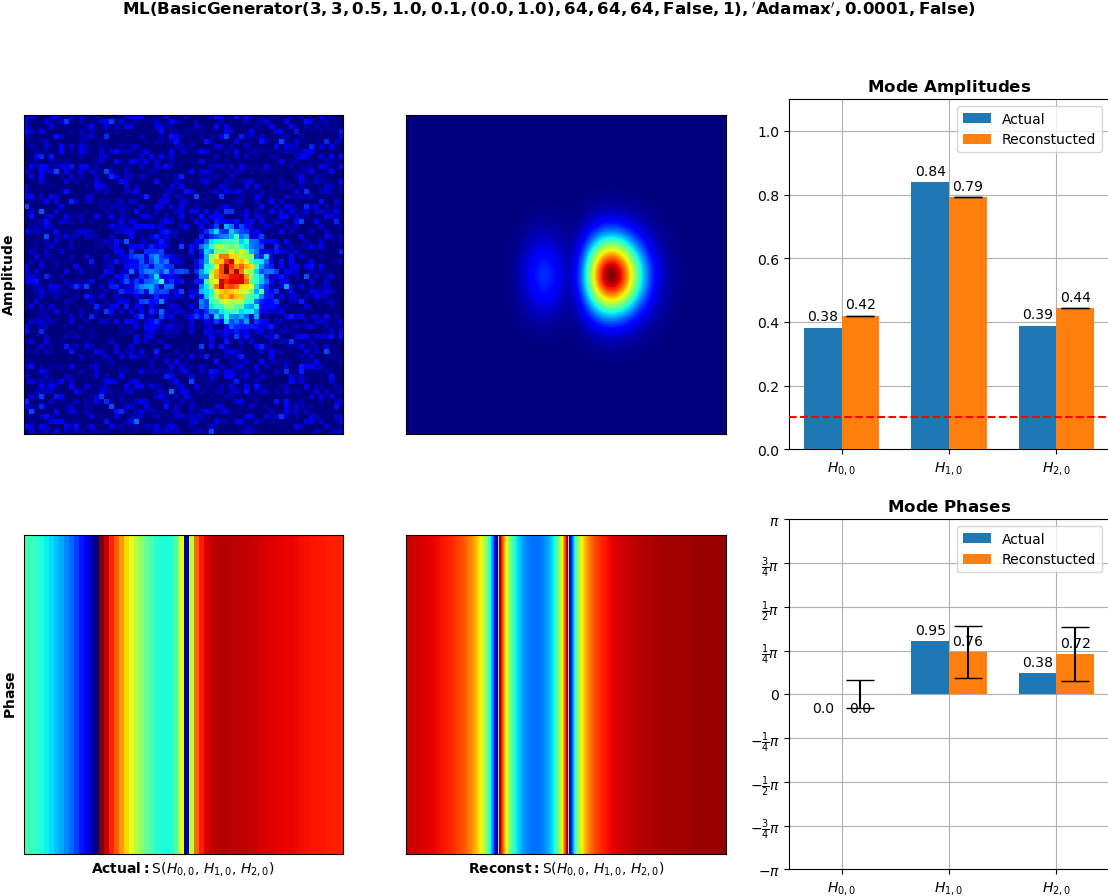 ML(BasicGenerator(3, 3, 0.5, 1.0, 0.1, (0.0, 1.0), 64, 64, 64, False, 1), ′Adamax′, 0.0001, False)
Amplitude
Mode Amplitudes
Actual
Reconstucted
1.0
0.8
0.6
0.4
0.2
0.0
0.38
0.42
0.84
0.79
0.39
0.44
H0,0
H1,0
H2,0
Phase
Actual: S(H0,0, H1,0, H2,0)
Reconst: S(H0,0, H1,0, H2,0)
Mode Phases
Actual
Reconstucted
π
3/4π
1/2π
1/4π
0
−1/4π
−1/2π
−3/4π
−π
0.0
0.0
0.95
0.76
0.38
0.72
H0,0
H1,0
H2,0